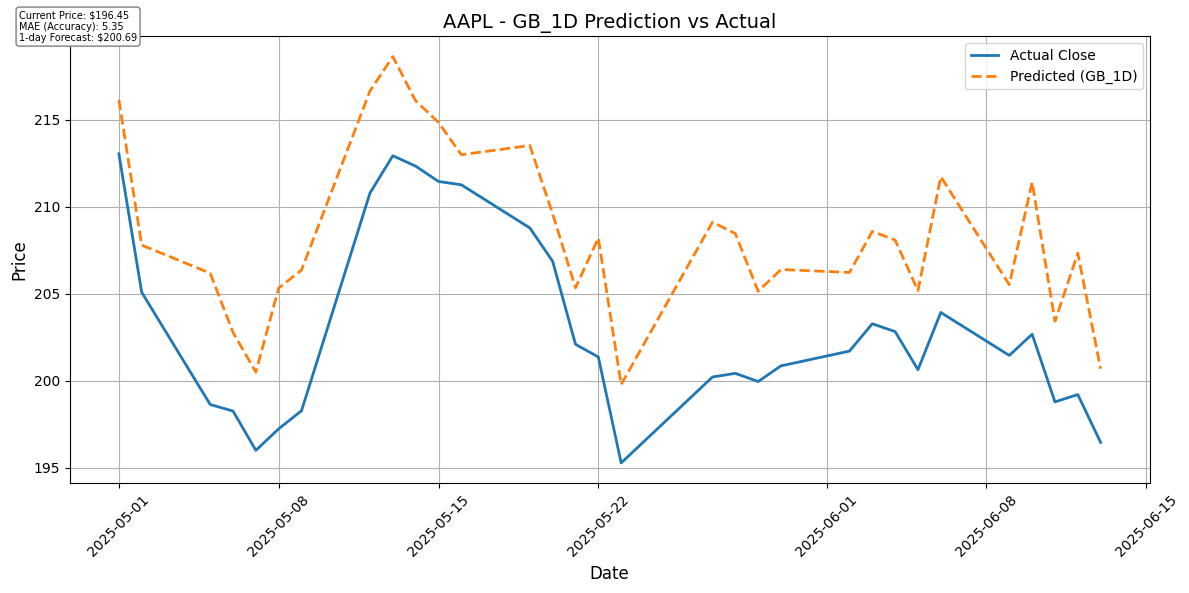 AAPL - GB_1D Prediction vs Actual
Current Price: $196.45
MAE (Accuracy): 5.35
1-day Forecast: $200.69
Actual Close
Predicted (GB_1D)
Price
215
210
205
200
195
2025-05-01
2025-05-08
2025-05-15
2025-05-22
2025-06-01
2025-06-08
2025-06-15
Date